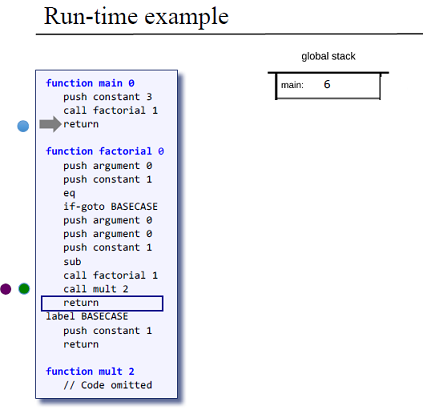 Run-time example
global stack
main: 6
function main 0
push constant 3
call factorial 1
return
function factorial 0
push argument 0
push constant 1
eq
if-goto BASECASE
push argument 0
push argument 0
push constant 1
sub
call factorial 1
call mult 2
return
label BASECASE
push constant 1
return
function mult 2
// Code omitted